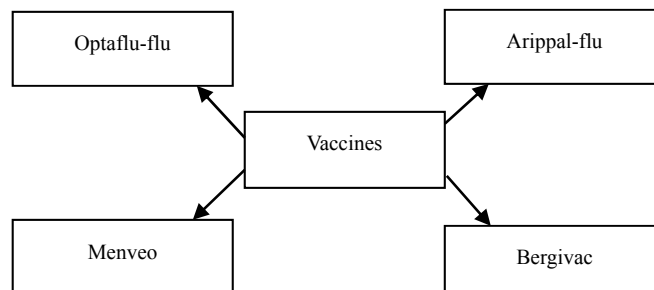 Optaflu-flu
Arippal-flu
Vaccines
Menveo
Bergivac